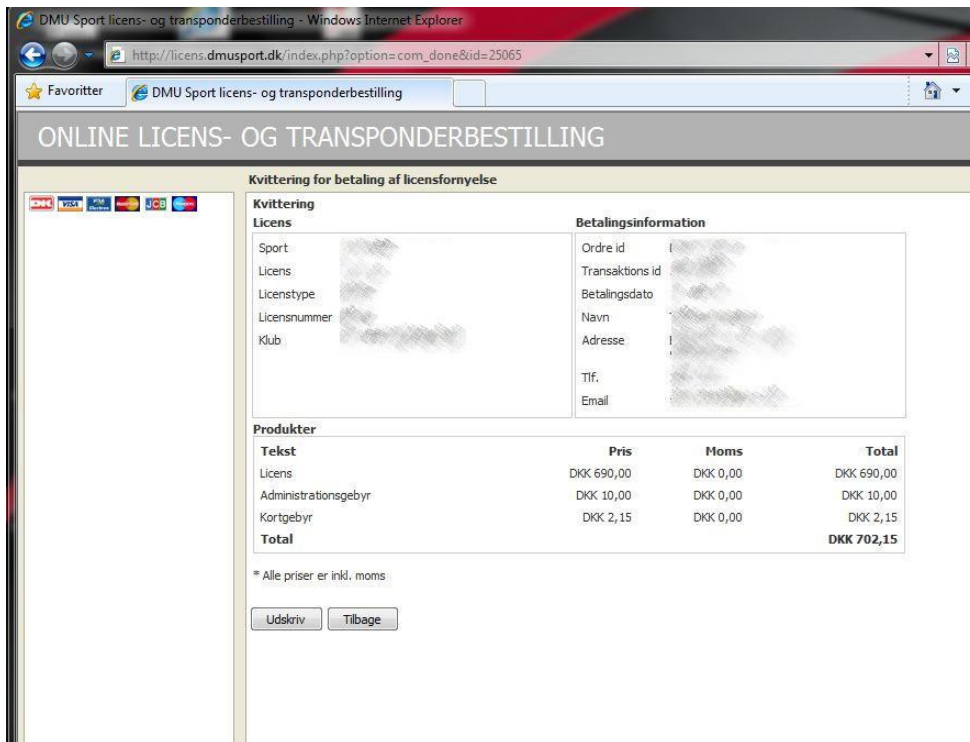 DMU Sport licens- og transponderbestilling - Windows Internet Explorer
http://licens.dmusport.dk/index.php?option=com_done&id=25065
Favoritter
DMU Sport licens- og transponderbestilling
ONLINE LICENS- OG TRANSPONDERBESTILLING
Kvittering for betaling af licensfornyelse
VISA JCB
Kvittering
Licens
Sport
Licens
Licenstype
Licensnummer
Klub
Betalingsinformation
Ordre id
Transaktions id
Betalingsdato
Navn
Adresse
Tlf.
Email
Produkter
Tekst Pris Moms Total
Licens DKK 690,00 DKK 0,00 DKK 690,00
Administrationsgebyr DKK 10,00 DKK 0,00 DKK 10,00
Kortgebyr DKK 2,15 DKK 0,00 DKK 2,15
Total DKK 702,15
* Alle priser er inkl. moms
Udskriv Tilbage